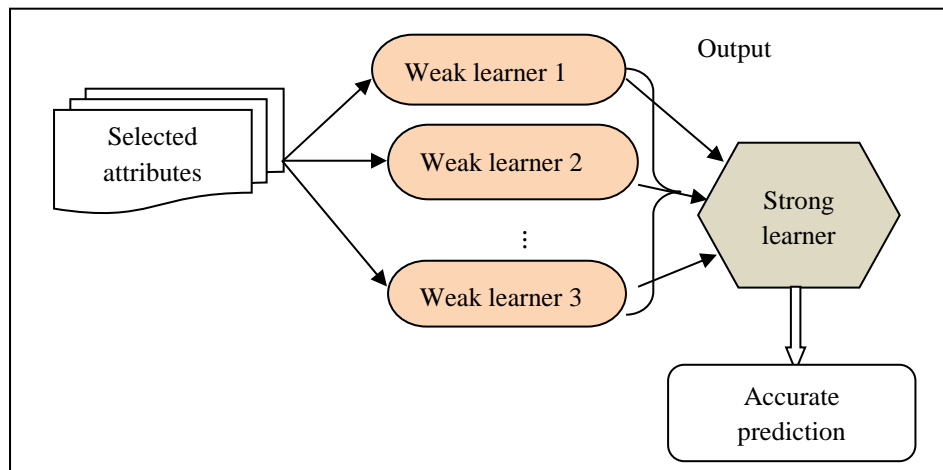 Output
Selected
attributes
Weak learner 1
Weak learner 2
⋮
Weak learner 3
Strong
learner
Accurate
prediction